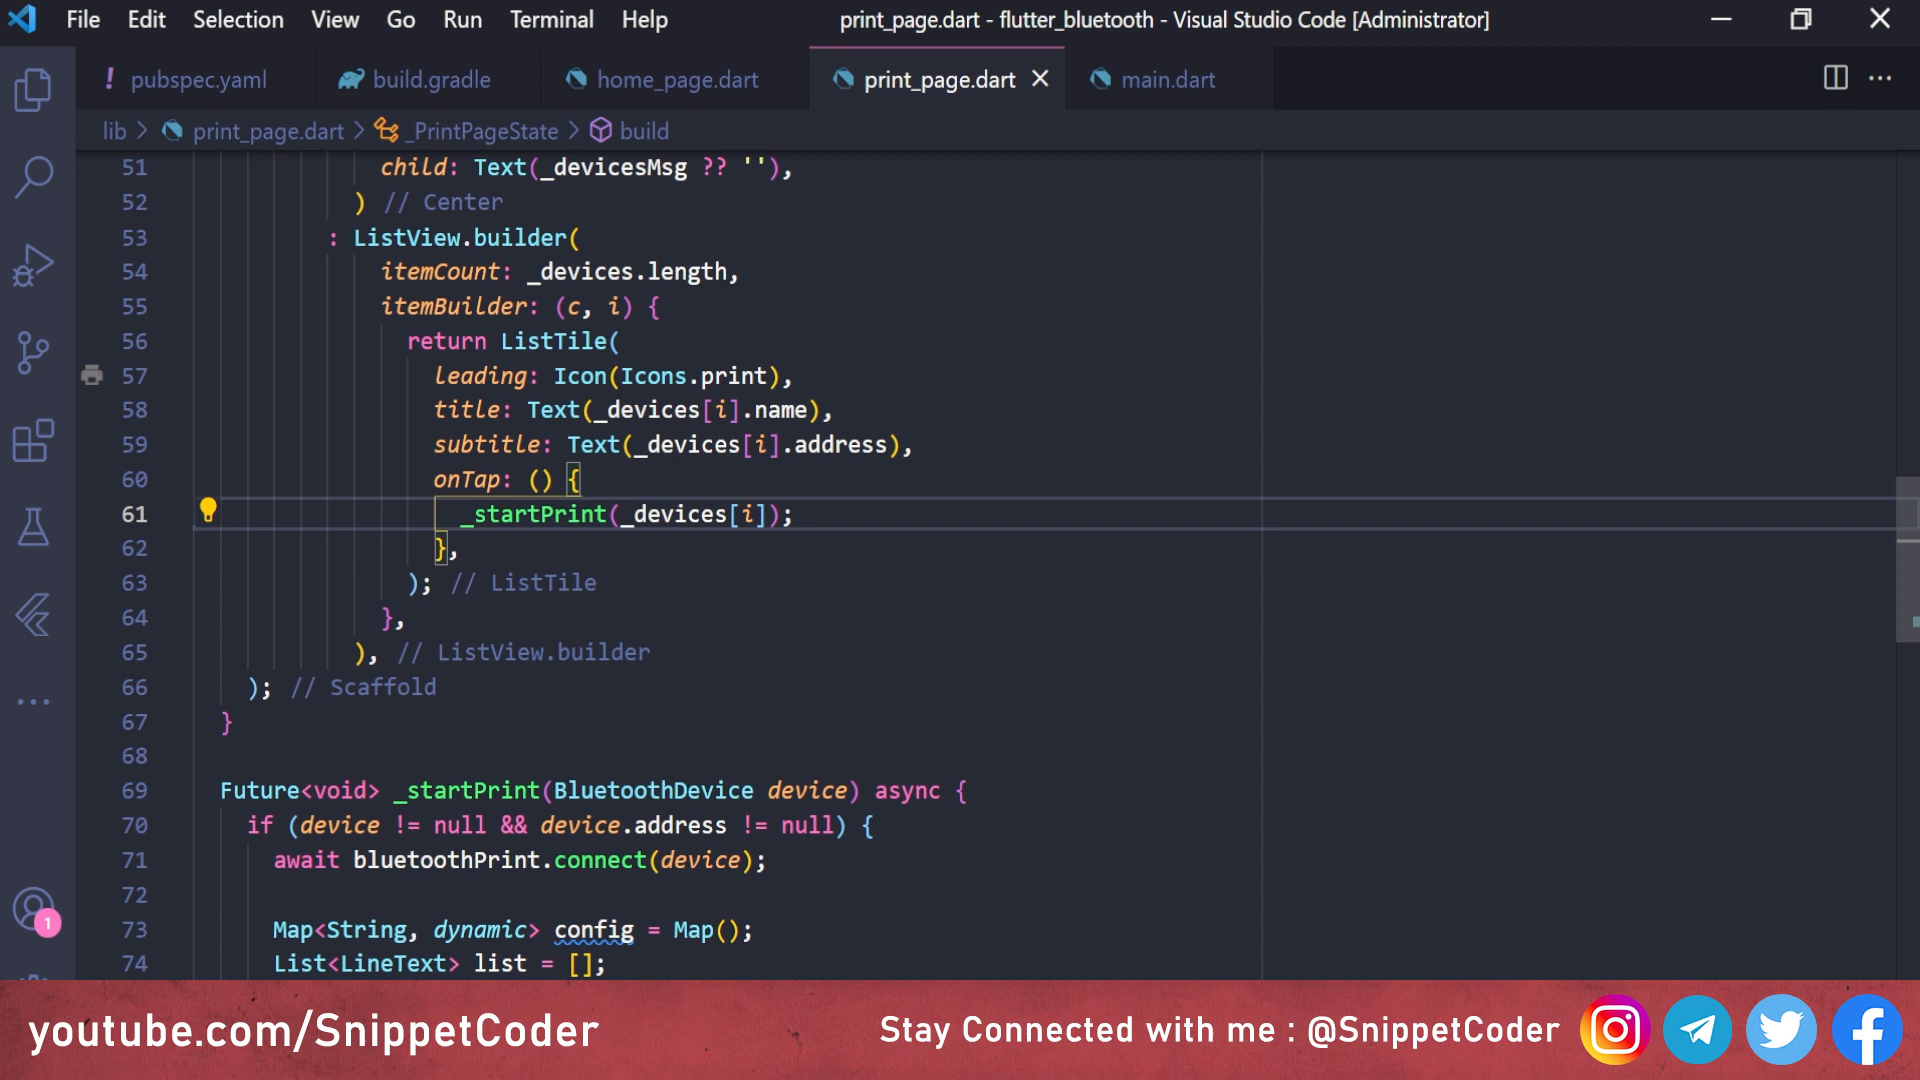 File Edit Selection View Go Run Terminal Help print_page.dart - flutter_bluetooth - Visual Studio Code [Administrator]
! pubspec.yaml build.gradle home_page.dart print_page.dart main.dart
lib > print_page.dart > _PrintPageState > build
51 child: Text(_devicesMsg ?? ''),
52 ) // Center
53 : ListView.builder(
54 itemCount: _devices.length,
55 itemBuilder: (c, i) {
56 return ListTile(
57 leading: Icon(Icons.print),
58 title: Text(_devices[i].name),
59 subtitle: Text(_devices[i].address),
60 onTap: () {
61 _startPrint(_devices[i]);
62 },
63 ); // ListTile
64 },
65 ), // ListView.builder
66 ); // Scaffold
67 }
68
69 Future<void> _startPrint(BluetoothDevice device) async {
70 if (device != null && device.address != null) {
71 await bluetoothPrint.connect(device);
72
73 Map<String, dynamic> config = Map();
74 List<LineText> list = [];
1
youtube.com/SnippetCoder Stay Connected with me : @SnippetCoder